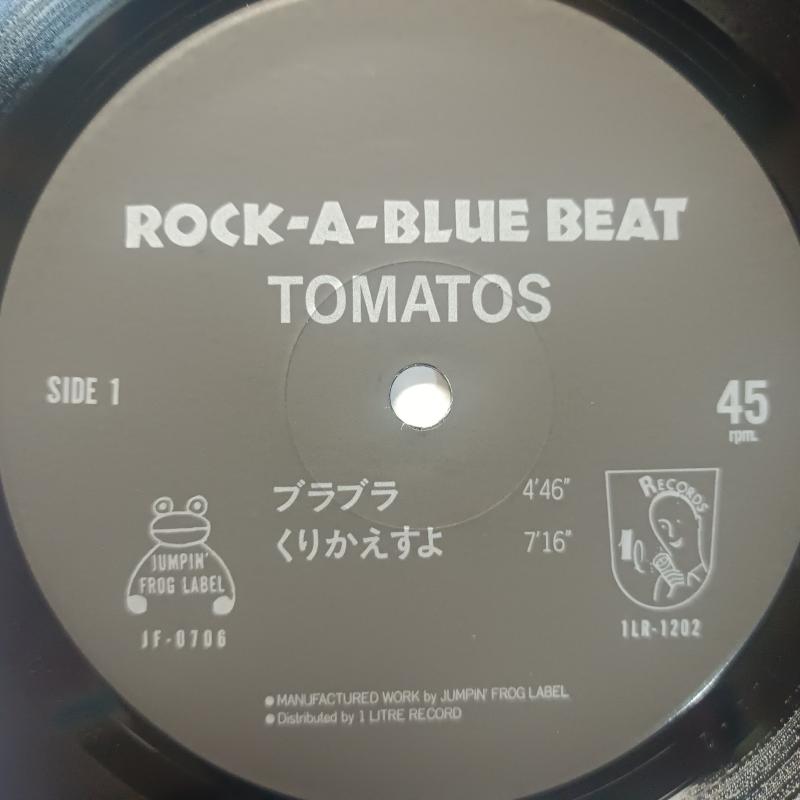 ROCK-A-BLUE BEAT
TOMATOS
SIDE 1
45
rpm.
ブラブラ 4'46"
くりかえすよ 7'16"
JUMPIN'
FROG LABEL
JF-0706
RECORDS
1ℓ
1LR-1202
● MANUFACTURED WORK by JUMPIN' FROG LABEL
● Distributed by 1 LITRE RECORD